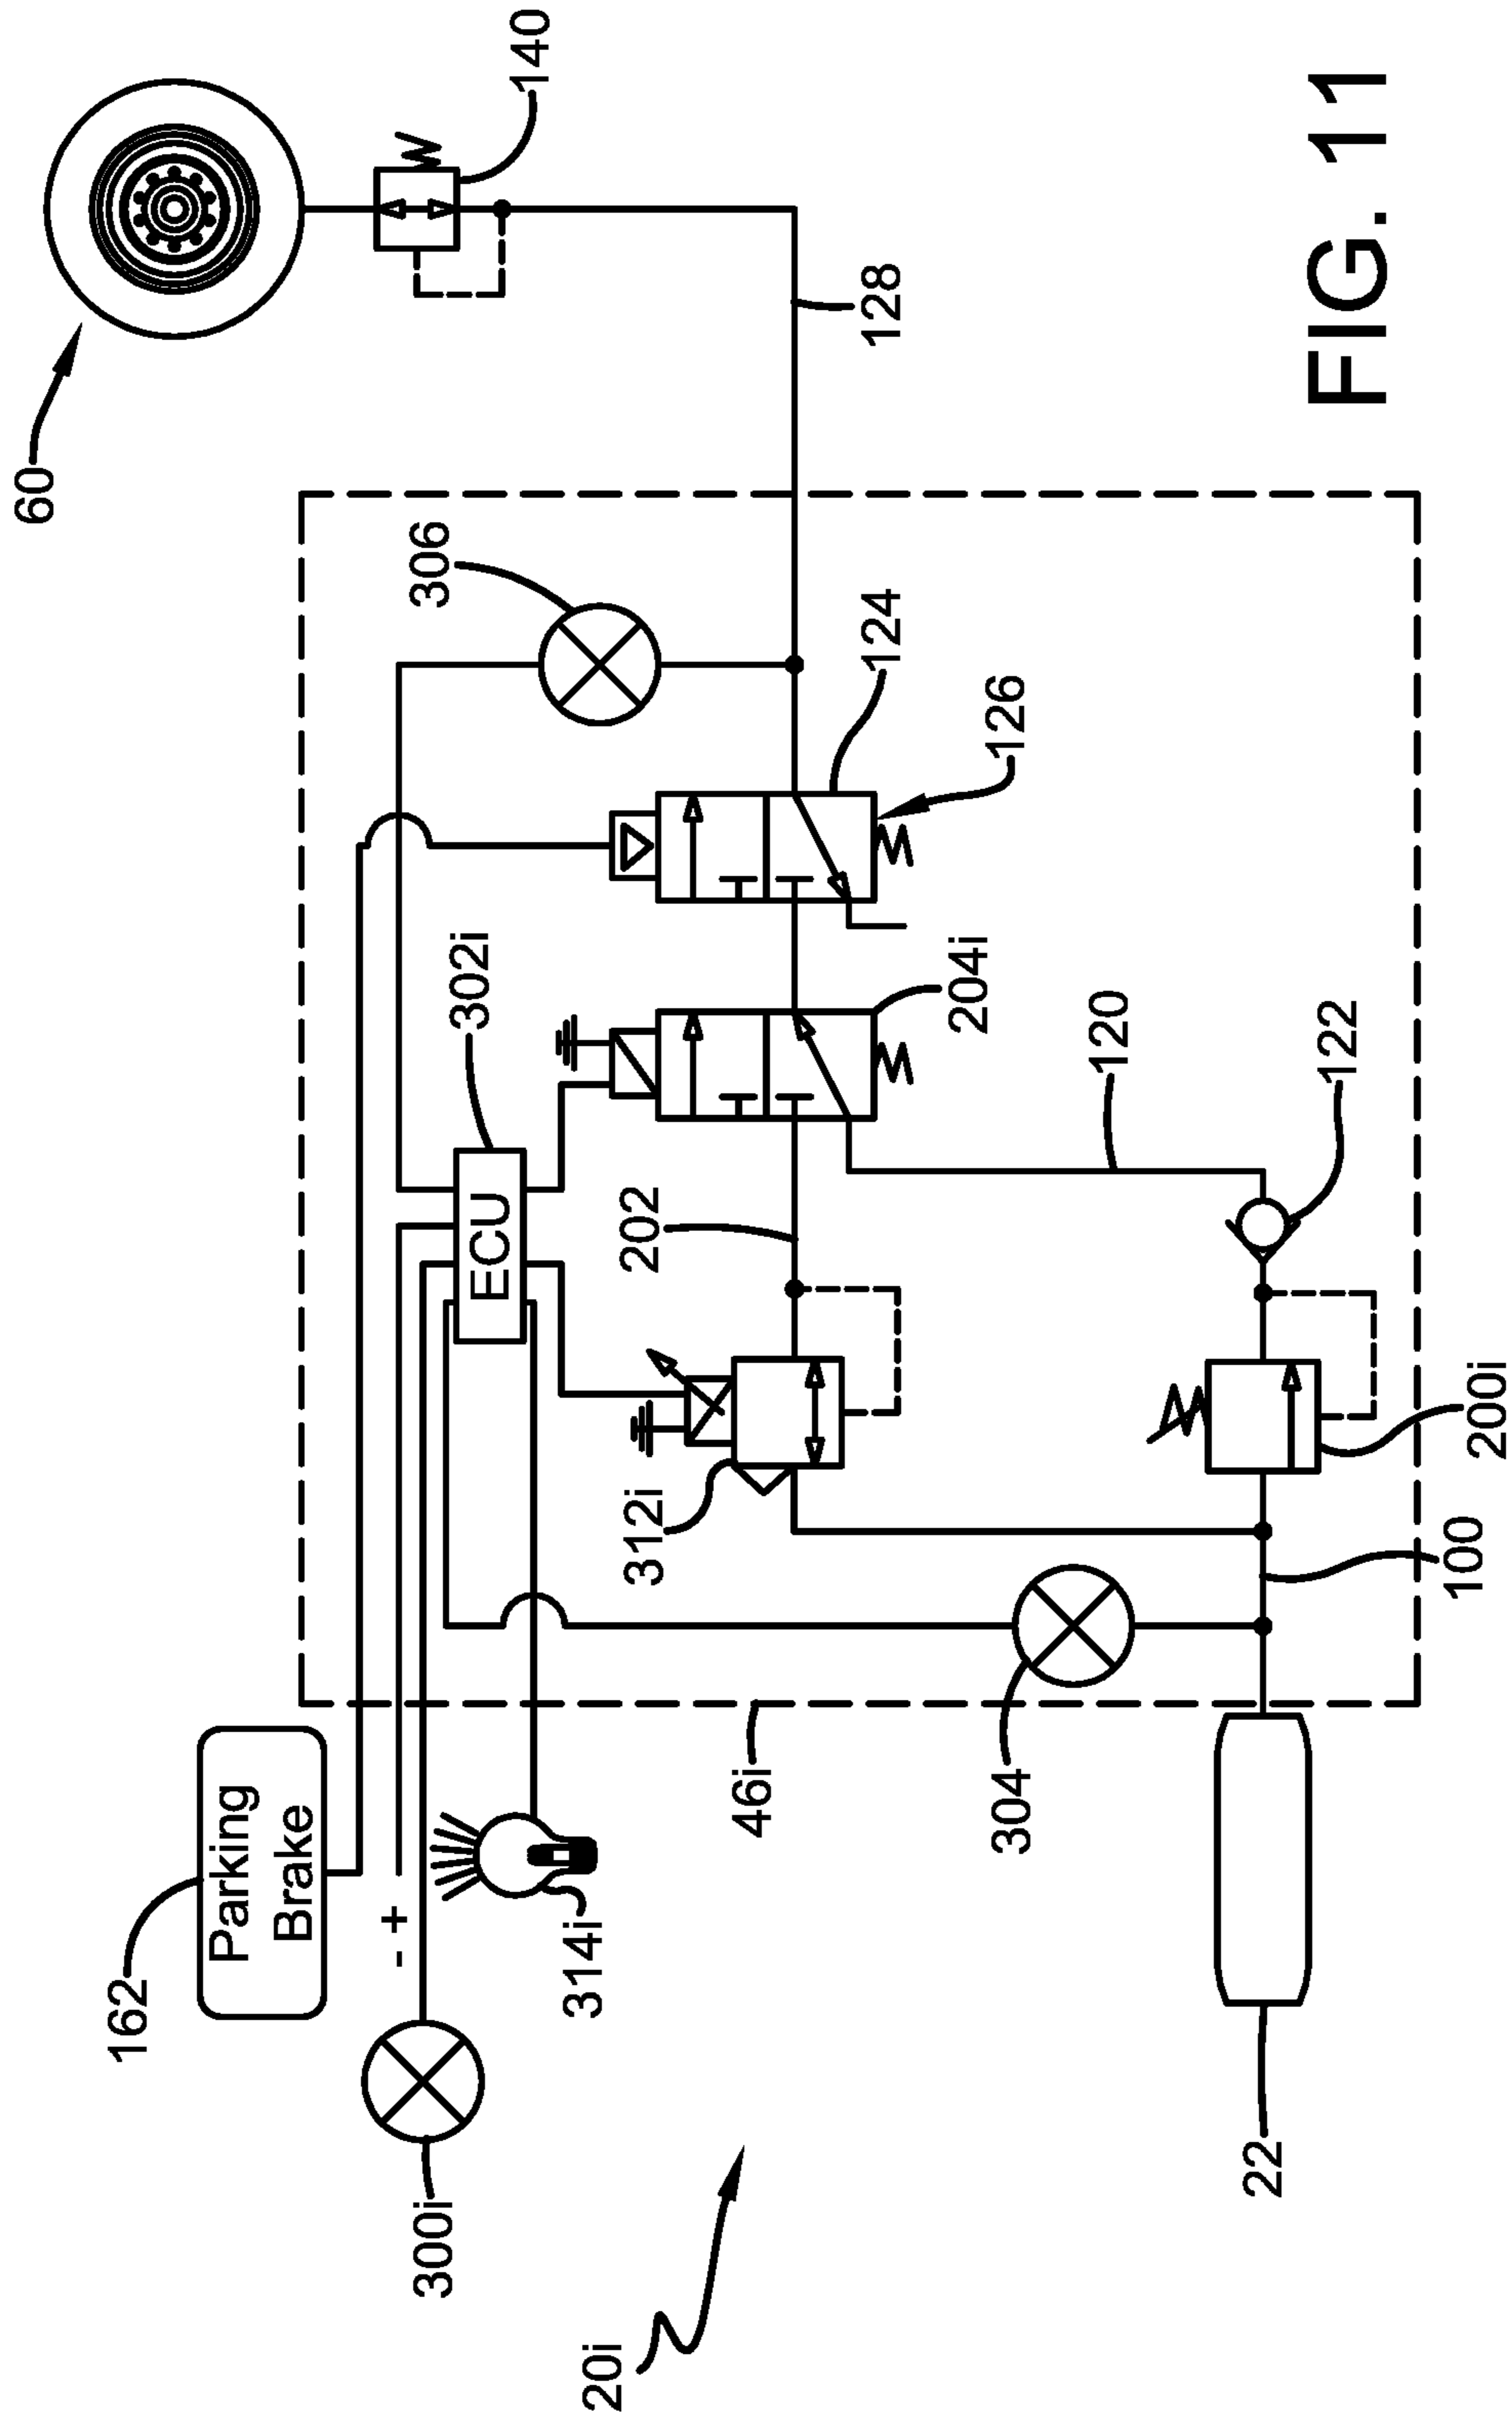 60
140
162
Parking
Brake
- +
300i
314i
302i
ECU
306
128
124
126
204i
202
312i
46i
304
120
122
200i
100
22
20i
FIG. 11